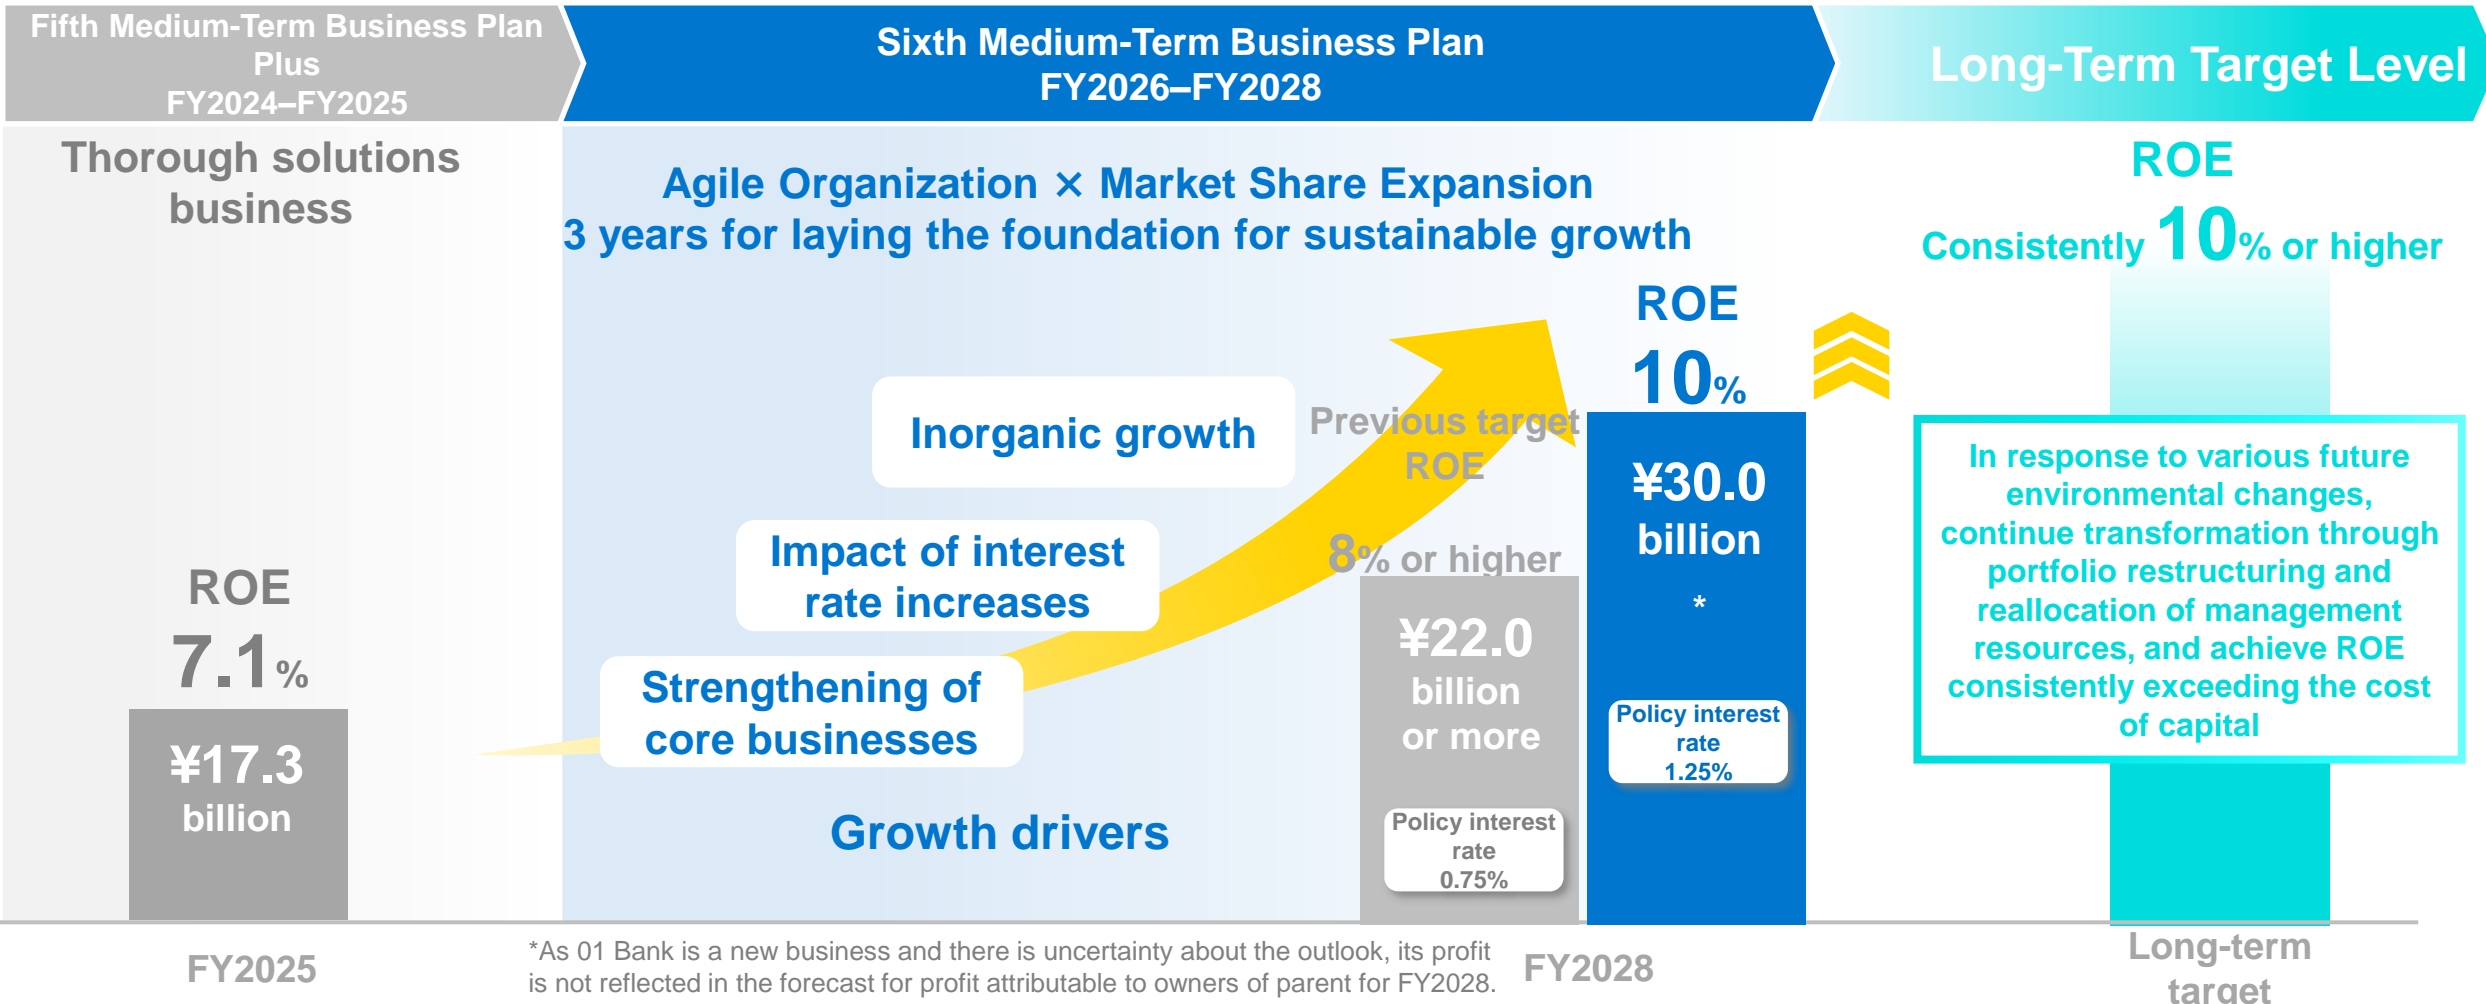 Fifth Medium-Term Business Plan
Plus
FY2024–FY2025
Sixth Medium-Term Business Plan
FY2026–FY2028
Long-Term Target Level
Thorough solutions
business
Agile Organization × Market Share Expansion
3 years for laying the foundation for sustainable growth
ROE
Consistently 10% or higher
ROE
10%
Inorganic growth
Previous target
ROE
8% or higher
Impact of interest
rate increases
Strengthening of
core businesses
Growth drivers
ROE
7.1%
¥17.3
billion
¥22.0
billion
or more
Policy interest
rate
0.75%
¥30.0
billion
*
Policy interest
rate
1.25%
In response to various future
environmental changes,
continue transformation through
portfolio restructuring and
reallocation of management
resources, and achieve ROE
consistently exceeding the cost
of capital
FY2025
*As 01 Bank is a new business and there is uncertainty about the outlook, its profit
is not reflected in the forecast for profit attributable to owners of parent for FY2028.
FY2028
Long-term
target